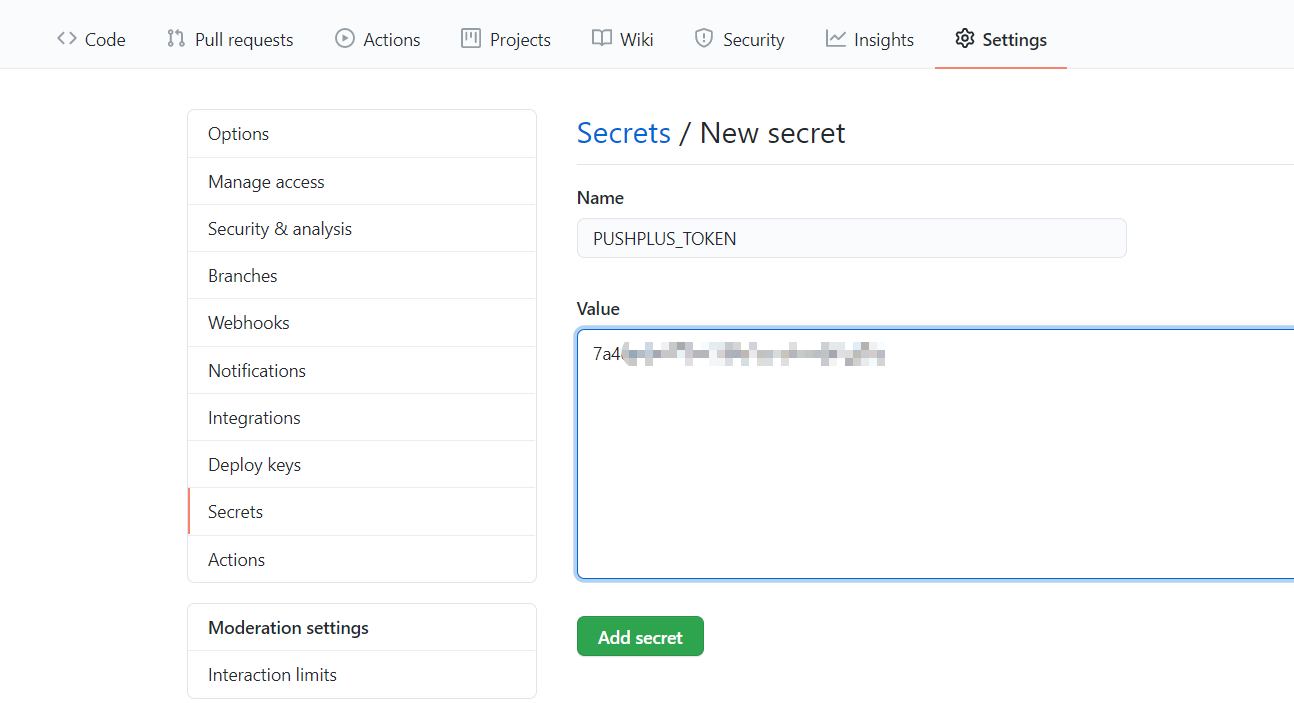 Code Pull requests Actions Projects Wiki Security Insights Settings
Options
Manage access
Security & analysis
Branches
Webhooks
Notifications
Integrations
Deploy keys
Secrets
Actions
Moderation settings
Interaction limits
Secrets / New secret
Name
PUSHPLUS_TOKEN
Value
7a4
Add secret